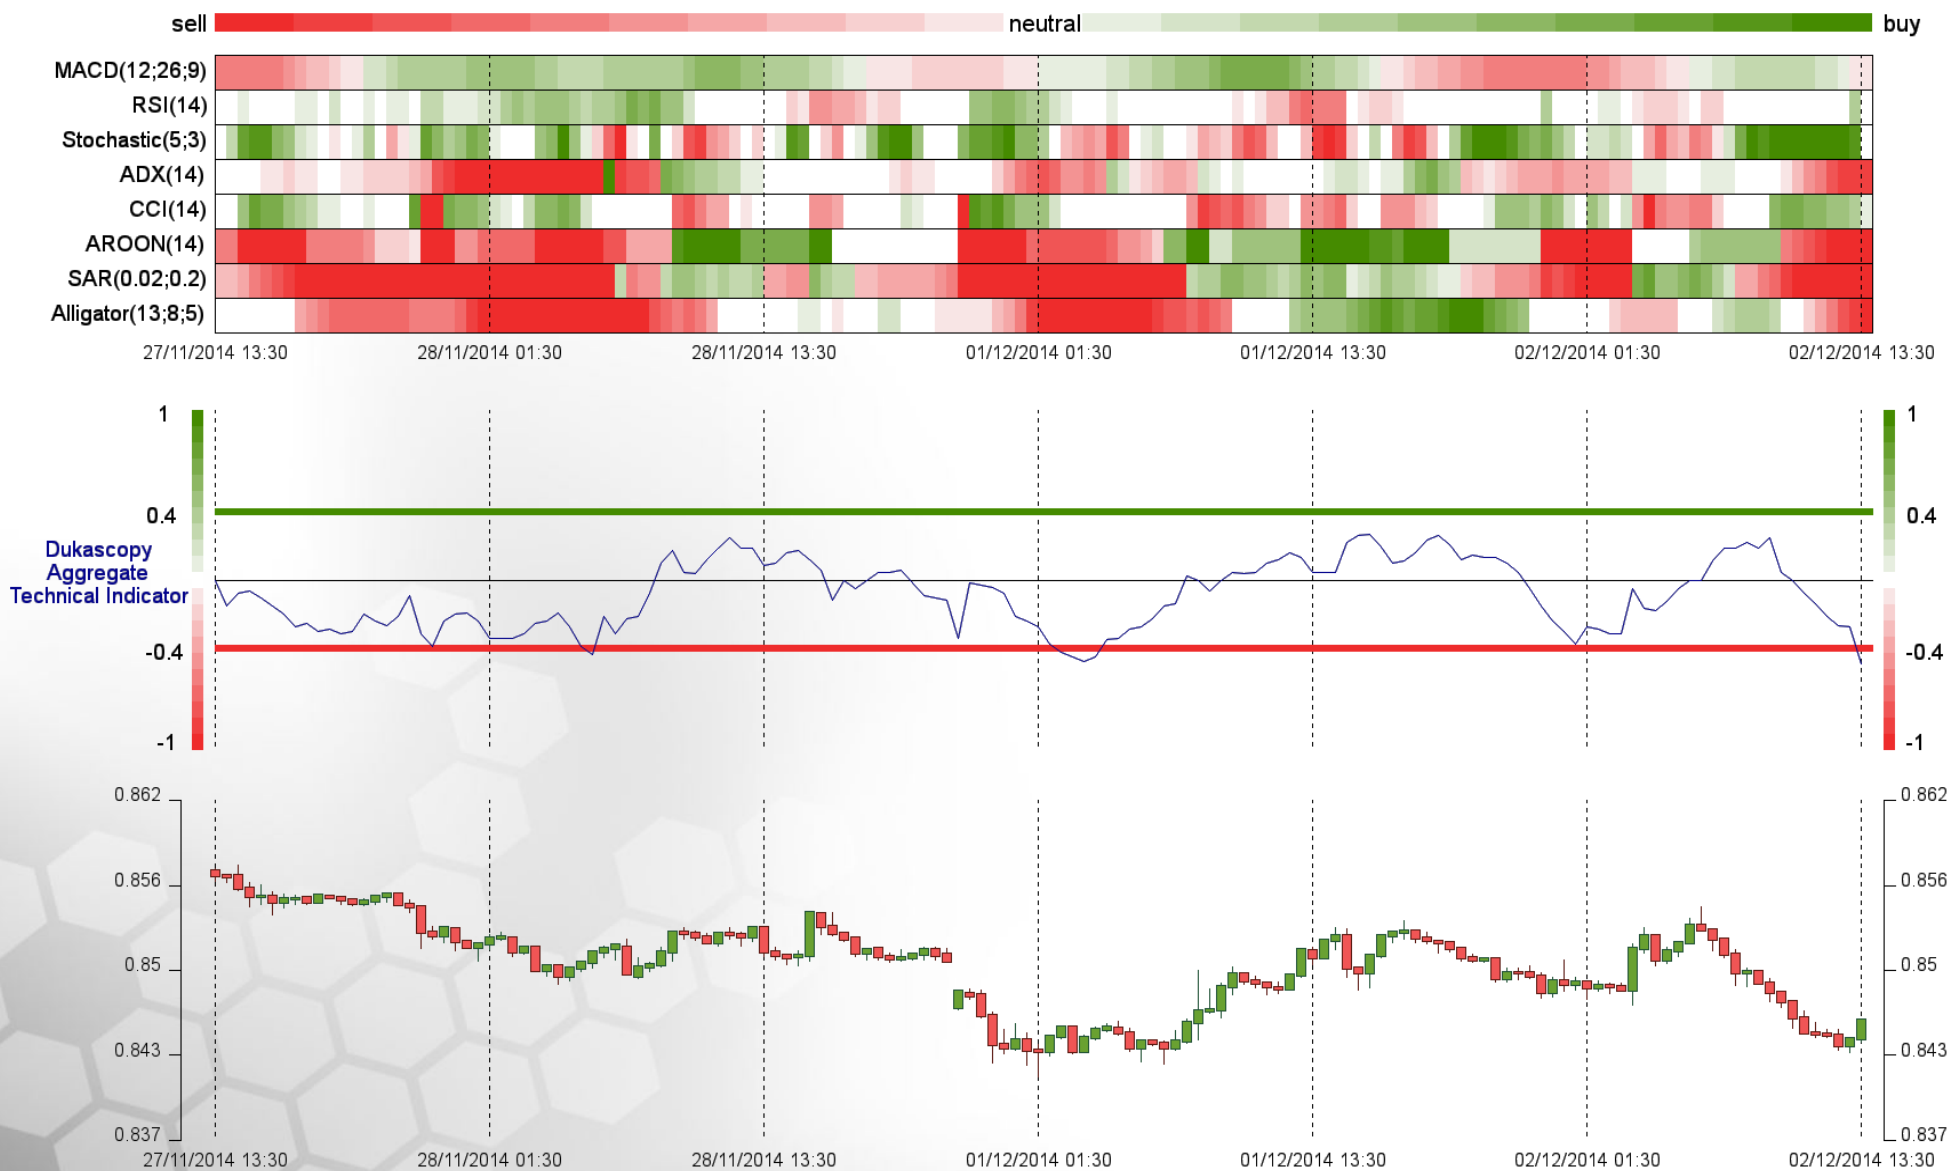 sell neutral buy
MACD(12;26;9)
RSI(14)
Stochastic(5;3)
ADX(14)
CCI(14)
AROON(14)
SAR(0.02;0.2)
Alligator(13;8;5)
27/11/2014 13:30 28/11/2014 01:30 28/11/2014 13:30 01/12/2014 01:30 01/12/2014 13:30 02/12/2014 01:30 02/12/2014 13:30
1 1
0.4 0.4
Dukascopy
Aggregate
Technical Indicator
-0.4 -0.4
-1 -1
0.862 0.862
0.856 0.856
0.85 0.85
0.843 0.843
0.837 0.837
27/11/2014 13:30 28/11/2014 01:30 28/11/2014 13:30 01/12/2014 01:30 01/12/2014 13:30 02/12/2014 01:30 02/12/2014 13:30